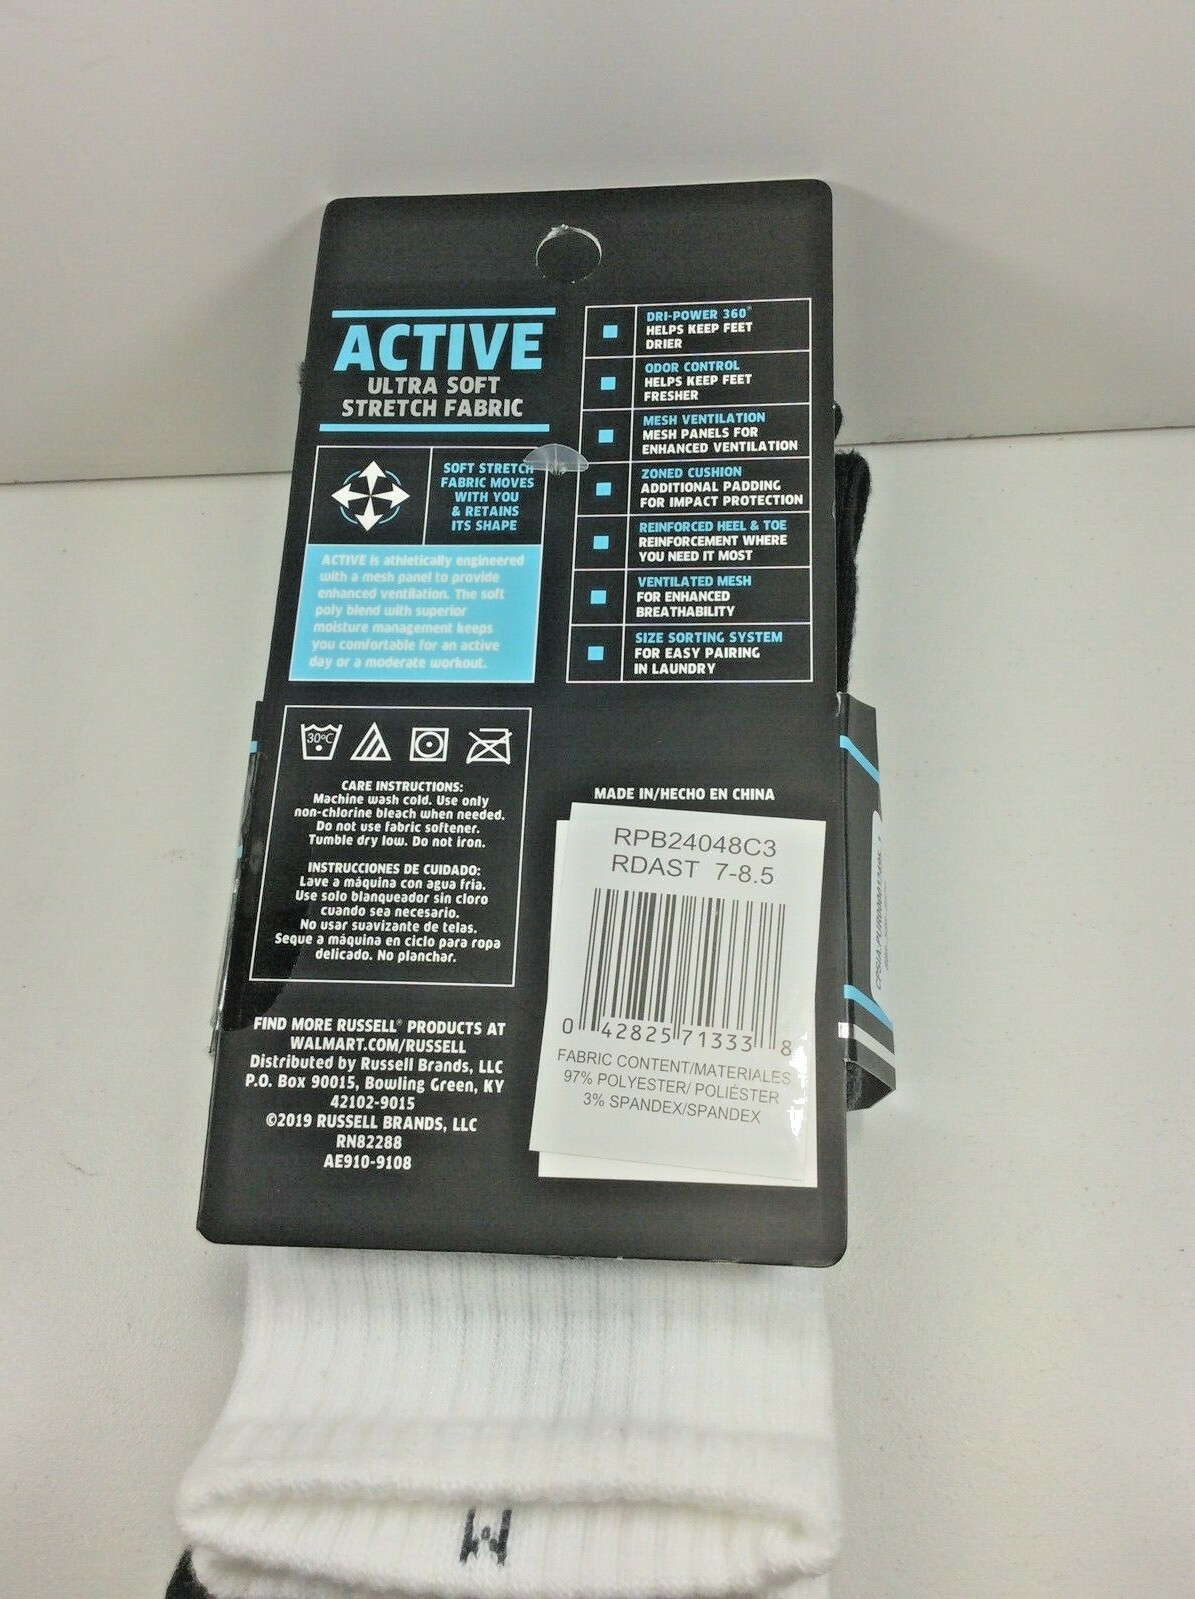 ACTIVE
ULTRA SOFT
STRETCH FABRIC
SOFT STRETCH
FABRIC MOVES
WITH YOU
& RETAINS
ITS SHAPE
ACTIVE is athletically engineered
with a mesh panel to provide
enhanced ventilation. The soft
poly blend with superior
moisture management keeps
you comfortable for an active
day or a moderate workout.
DRI-POWER 360®
HELPS KEEP FEET
DRIER
ODOR CONTROL
HELPS KEEP FEET
FRESHER
MESH VENTILATION
MESH PANELS FOR
ENHANCED VENTILATION
ZONED CUSHION
ADDITIONAL PADDING
FOR IMPACT PROTECTION
REINFORCED HEEL & TOE
REINFORCEMENT WHERE
YOU NEED IT MOST
VENTILATED MESH
FOR ENHANCED
BREATHABILITY
SIZE SORTING SYSTEM
FOR EASY PAIRING
IN LAUNDRY
30°C
CARE INSTRUCTIONS:
Machine wash cold. Use only
non-chlorine bleach when needed.
Do not use fabric softener.
Tumble dry low. Do not iron.
INSTRUCCIONES DE CUIDADO:
Lave a máquina con agua fria.
Use solo blanqueador sin cloro
cuando sea necesario.
No usar suavizante de telas.
Seque a máquina en ciclo para ropa
delicado. No planchar.
FIND MORE RUSSELL® PRODUCTS AT
WALMART.COM/RUSSELL
Distributed by Russell Brands, LLC
P.O. Box 90015, Bowling Green, KY
42102-9015
©2019 RUSSELL BRANDS, LLC
RN82288
AE910-9108
MADE IN/HECHO EN CHINA
RPB24048C3
RDAST 7-8.5
0 42825 71333 8
FABRIC CONTENT/MATERIALES
97% POLYESTER/ POLIÉSTER
3% SPANDEX/SPANDEX
M